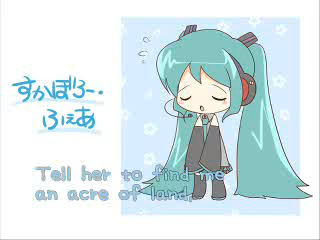 すかぼろー・
ふぇあ
Tell her to find me
an acre of land,